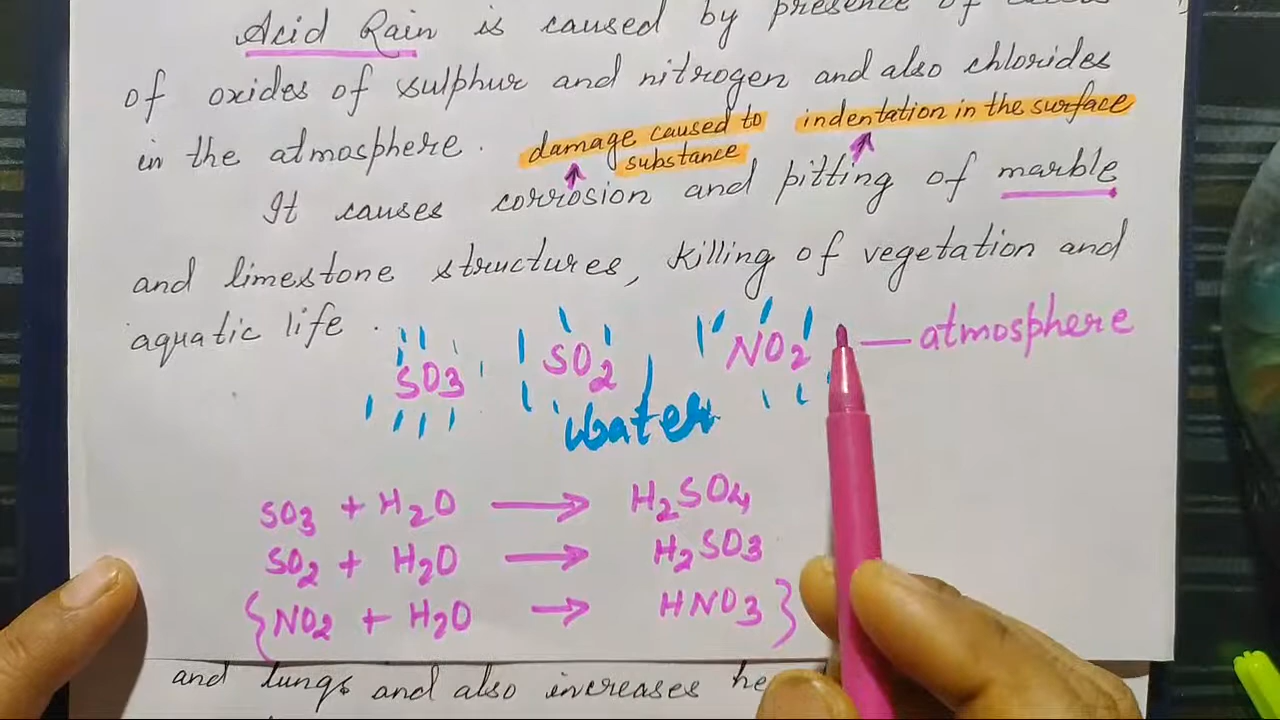 Acid Rain is caused by presence of
of oxides of sulphur and nitrogen and also chlorides
in the atmosphere. damage caused to substance indentation in the surface
It causes corrosion and pitting of marble
and limestone structures, killing of vegetation and
aquatic life.
SO3 SO2 NO2 — atmosphere
Water
SO3 + H2O → H2SO4
SO2 + H2O → H2SO3
{NO2 + H2O → HNO3}
and lungs and also increases